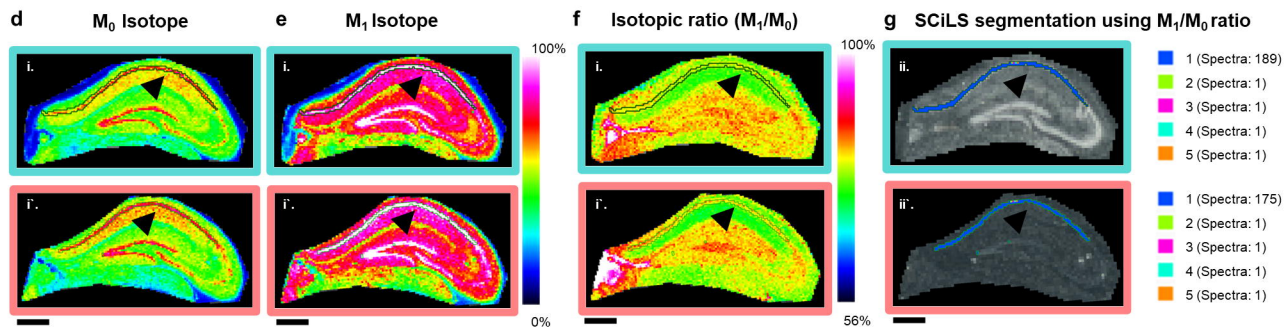 d M₀ Isotope
e M₁ Isotope
f Isotopic ratio (M₁/M₀)
g SCiLS segmentation using M₁/M₀ ratio
i.
i.
100%
i.
100%
ii.
1 (Spectra: 189)
2 (Spectra: 1)
3 (Spectra: 1)
4 (Spectra: 1)
5 (Spectra: 1)
i`.
i`.
0%
i`.
56%
ii`.
1 (Spectra: 175)
2 (Spectra: 1)
3 (Spectra: 1)
4 (Spectra: 1)
5 (Spectra: 1)